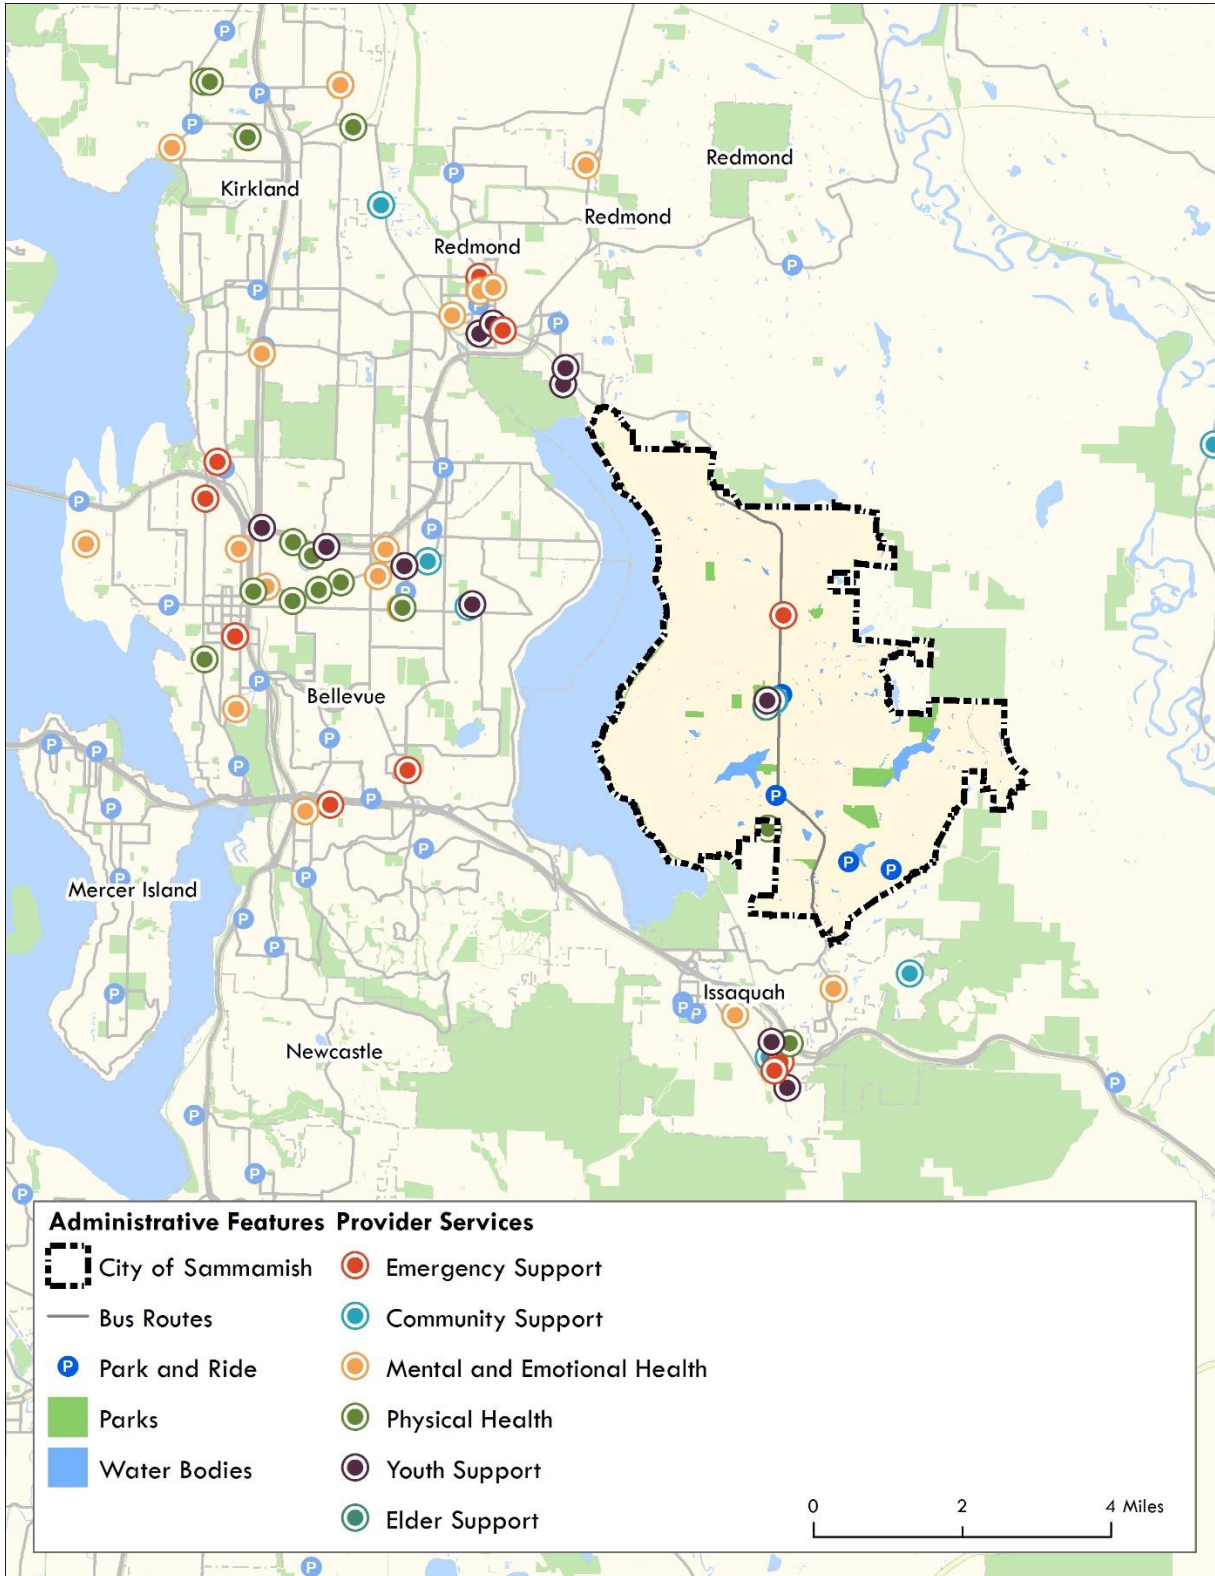 Redmond
Kirkland
Redmond
Redmond
Bellevue
Mercer Island
Issaquah
Newcastle
Administrative Features Provider Services
City of Sammamish Emergency Support
Bus Routes Community Support
P Park and Ride Mental and Emotional Health
Parks Physical Health
Water Bodies Youth Support
Elder Support
0 2 4 Miles